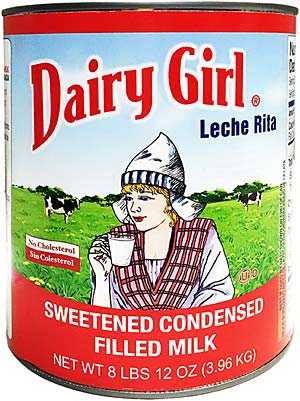 Dairy Girl ®
Leche Rita
No Cholesterol
Sin Colesterol
U-D
SWEETENED CONDENSED
FILLED MILK
NET WT 8 LBS 12 OZ (3.96 KG)